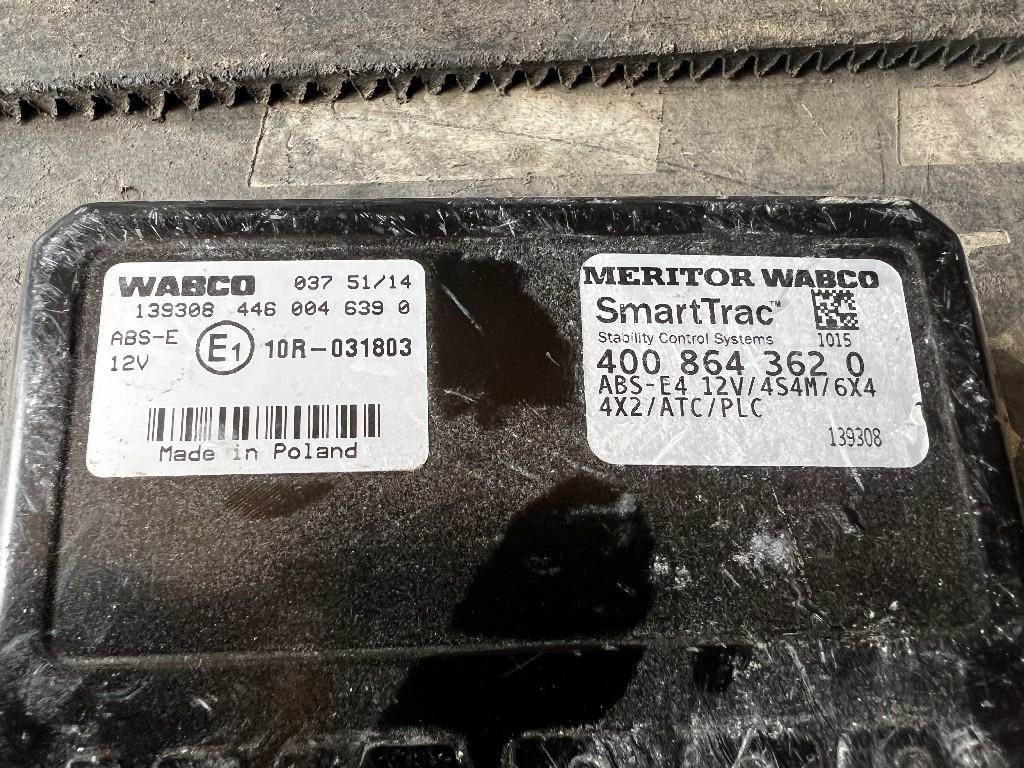 WABCO 037 51/14
139308 446 004 639 0
ABS-E
12V
E1 10R-031803
Made in Poland
MERITOR WABCO
SmartTrac™
Stability Control Systems 1015
400 864 362 0
ABS-E4 12V/4S4M/6X4
4X2/ATC/PLC
139308